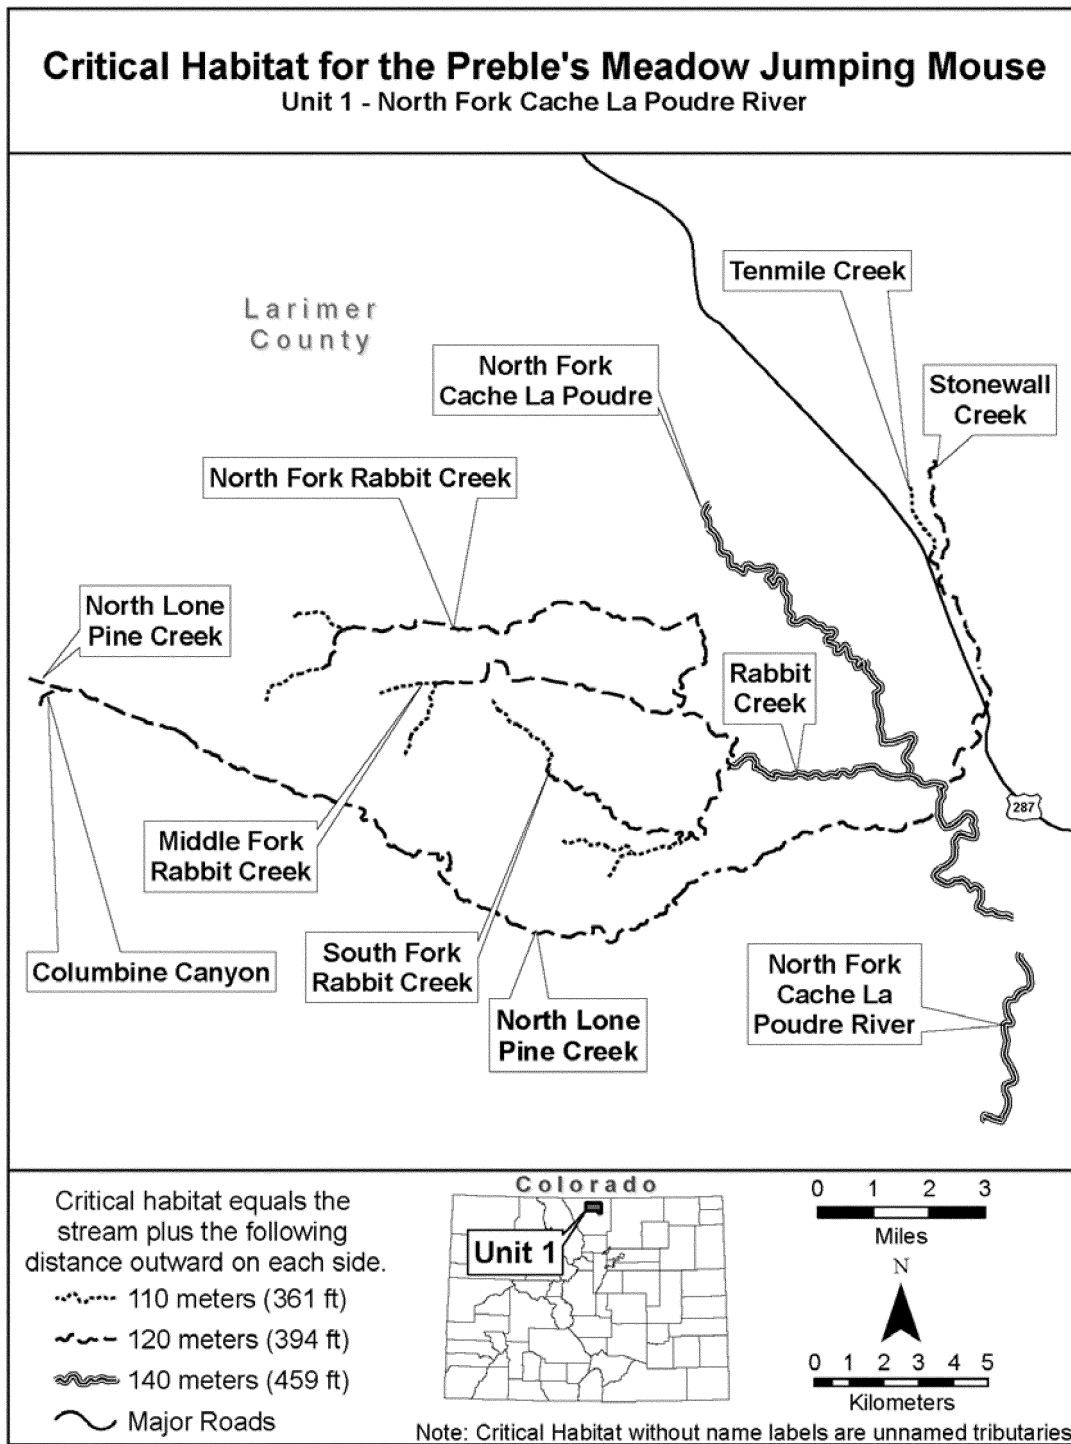 Critical Habitat for the Preble's Meadow Jumping Mouse
Unit 1 - North Fork Cache La Poudre River
Tenmile Creek
Larimer
County
North Fork
Cache La Poudre
Stonewall
Creek
North Fork Rabbit Creek
North Lone
Pine Creek
Rabbit
Creek
287
Middle Fork
Rabbit Creek
South Fork
Rabbit Creek
Columbine Canyon
North Fork
Cache La
Poudre River
North Lone
Pine Creek
Critical habitat equals the
stream plus the following
distance outward on each side.
110 meters (361 ft)
120 meters (394 ft)
140 meters (459 ft)
Major Roads
Colorado
Unit 1
0 1 2 3
Miles
N
0 1 2 3 4 5
Kilometers
Note: Critical Habitat without name labels are unnamed tributaries